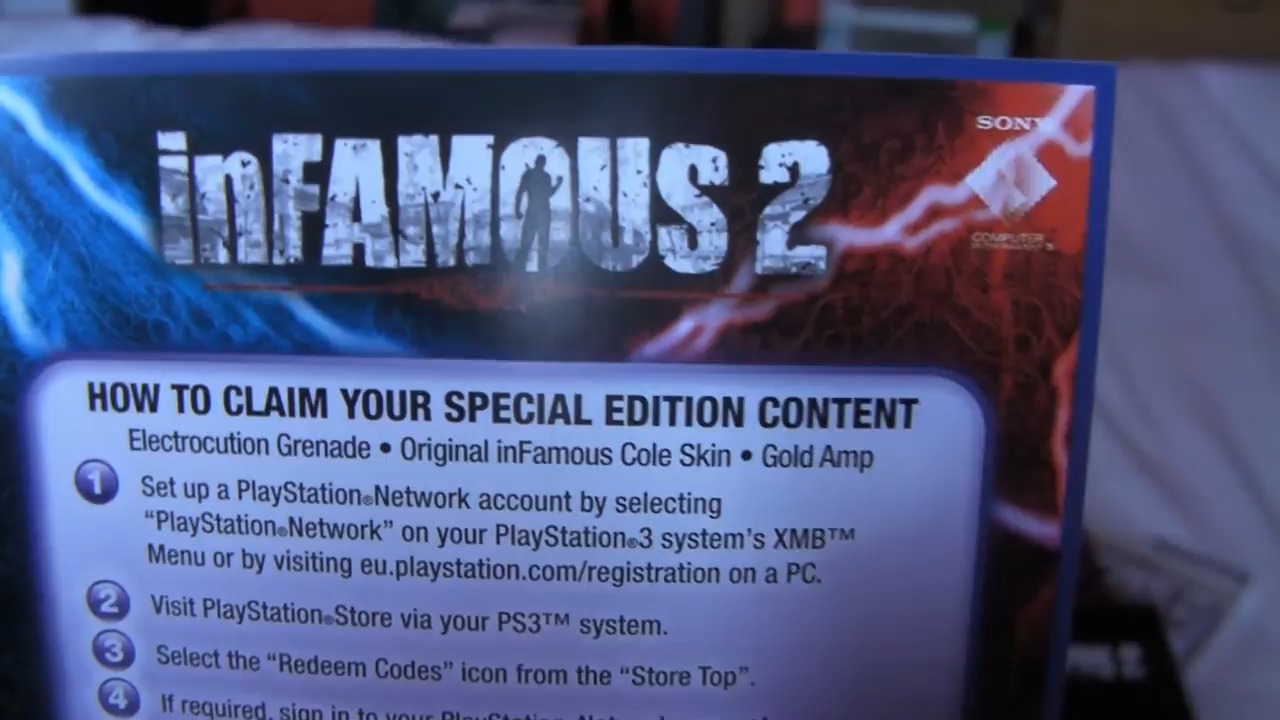 inFAMOUS 2
SONY
COMPUTER
ENTERTAINMENT
HOW TO CLAIM YOUR SPECIAL EDITION CONTENT
Electrocution Grenade • Original inFamous Cole Skin • Gold Amp
1 Set up a PlayStation®Network account by selecting
“PlayStation®Network” on your PlayStation®3 system's XMB™
Menu or by visiting eu.playstation.com/registration on a PC.
2 Visit PlayStation®Store via your PS3™ system.
3 Select the “Redeem Codes” icon from the “Store Top”.
4 If required, sign in to your PlayStation